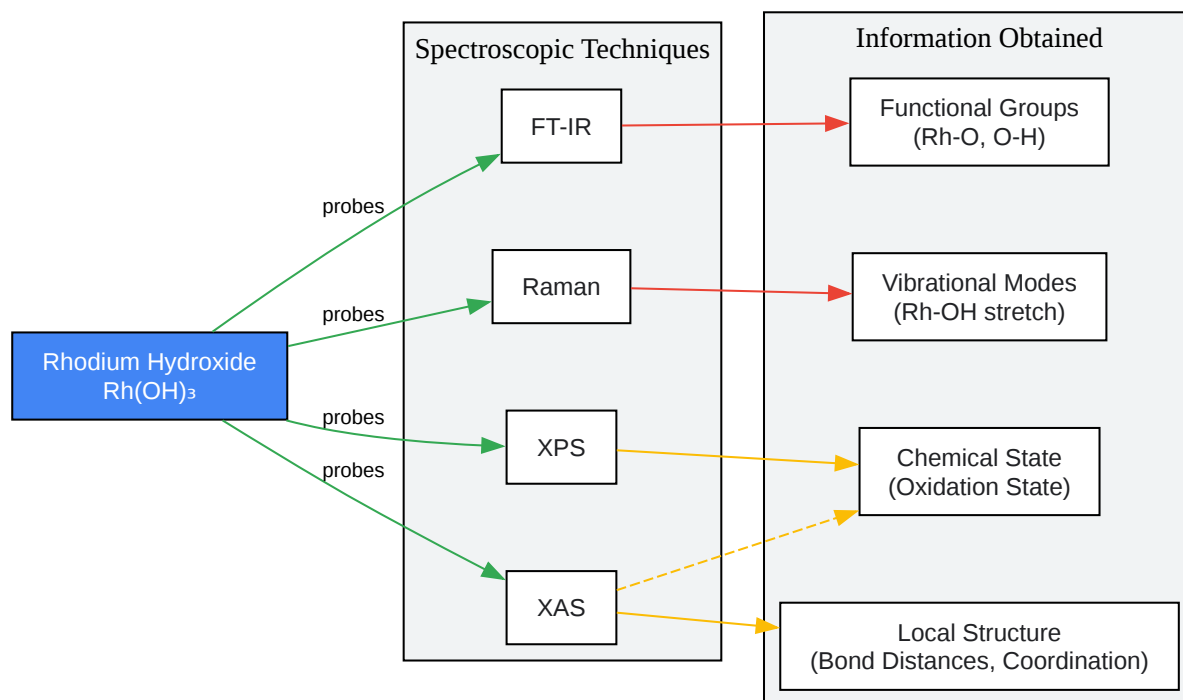 Spectroscopic Techniques
Information Obtained
FT-IR
Functional Groups
(Rh-O, O-H)
probes
Raman
Vibrational Modes
(Rh-OH stretch)
probes
Rhodium Hydroxide
Rh(OH)₃
probes
XPS
Chemical State
(Oxidation State)
probes
XAS
Local Structure
(Bond Distances, Coordination)